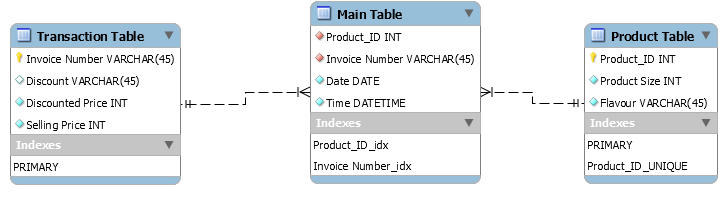 Transaction Table
Invoice Number VARCHAR(45)
Discount VARCHAR(45)
Discounted Price INT
Selling Price INT
Indexes
PRIMARY
Main Table
Product_ID INT
Invoice Number VARCHAR(45)
Date DATE
Time DATETIME
Indexes
Product_ID_idx
Invoice Number_idx
Product Table
Product_ID INT
Product Size INT
Flavour VARCHAR(45)
Indexes
PRIMARY
Product_ID_UNIQUE